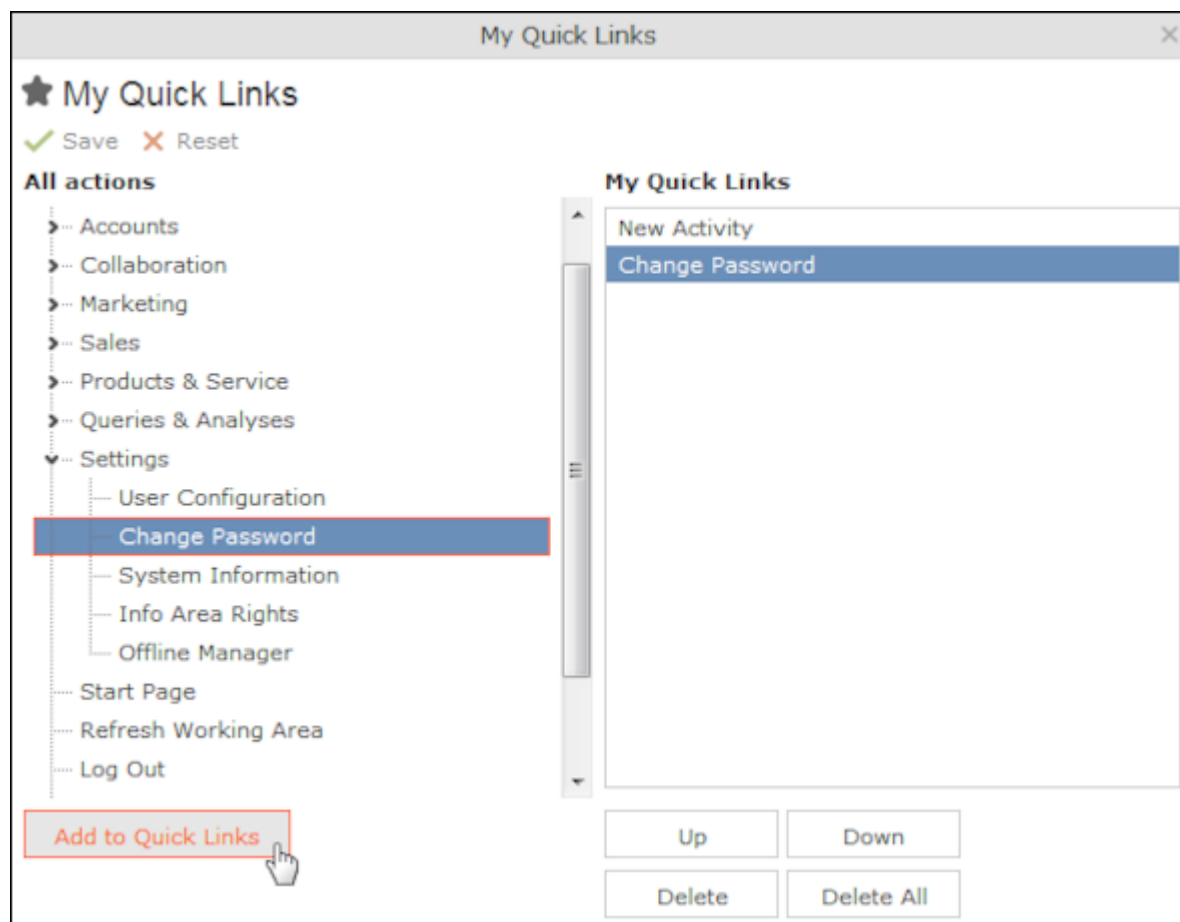 My Quick Links
My Quick Links
Save Reset
All actions
Accounts
Collaboration
Marketing
Sales
Products & Service
Queries & Analyses
Settings
User Configuration
Change Password
System Information
Info Area Rights
Offline Manager
Start Page
Refresh Working Area
Log Out
Add to Quick Links
My Quick Links
New Activity
Change Password
Up Down
Delete Delete All